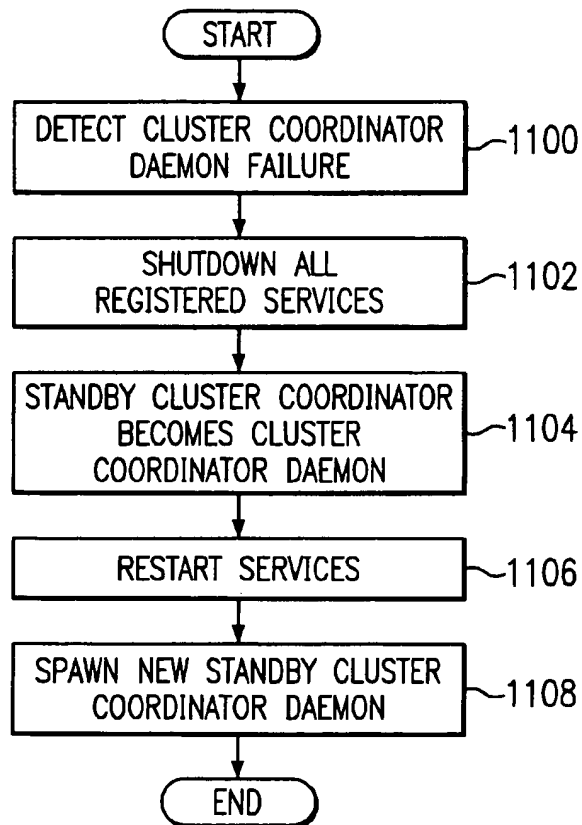 START
DETECT CLUSTER COORDINATOR
DAEMON FAILURE
1100
SHUTDOWN ALL
REGISTERED SERVICES
1102
STANDBY CLUSTER COORDINATOR
BECOMES CLUSTER
COORDINATOR DAEMON
1104
RESTART SERVICES
1106
SPAWN NEW STANDBY CLUSTER
COORDINATOR DAEMON
1108
END